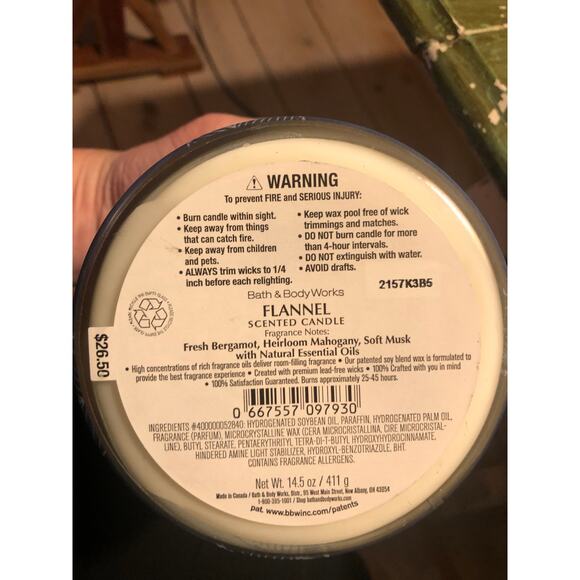 ⚠ WARNING
To prevent FIRE and SERIOUS INJURY:
• Burn candle within sight.
• Keep away from things
that can catch fire.
• Keep away from children
and pets.
• ALWAYS trim wicks to 1/4
inch before each relighting.
• Keep wax pool free of wick
trimmings and matches.
• DO NOT burn candle for more
than 4-hour intervals.
• DO NOT extinguish with water.
• AVOID drafts.
2157K3B5
Bath & Body Works
FLANNEL
SCENTED CANDLE
Fragrance Notes:
Fresh Bergamot, Heirloom Mahogany, Soft Musk
with Natural Essential Oils
• High concentrations of rich fragrance oils deliver room-filling fragrance • Our patented soy blend wax is formulated to
provide the best fragrance experience • Created with premium lead-free wicks • 100% Crafted with you in mind
• 100% Satisfaction Guaranteed. Burns approximately 25-45 hours.
$26.50
0 667557 097930
INGREDIENTS #400000052840: HYDROGENATED SOYBEAN OIL, PARAFFIN, HYDROGENATED PALM OIL,
FRAGRANCE (PARFUM), MICROCRYSTALLINE WAX (CERA MICROCRISTALLINA, CIRE MICROCRISTAL-
LINE), BUTYL STEARATE, PENTAERYTHRITYL TETRA-DI-T-BUTYL HYDROXYHYDROCINNAMATE,
HINDERED AMINE LIGHT STABILIZER, HYDROXYL-BENZOTRIAZOLE, BHT.
CONTAINS FRAGRANCE ALLERGENS.
Net Wt. 14.5 oz / 411 g
Made in Canada / Bath & Body Works, Distr., 95 West Main Street, New Albany, OH 43054
1-800-395-1001 / Shop bathandbodyworks.com
pat. www.bbwinc.com/patents